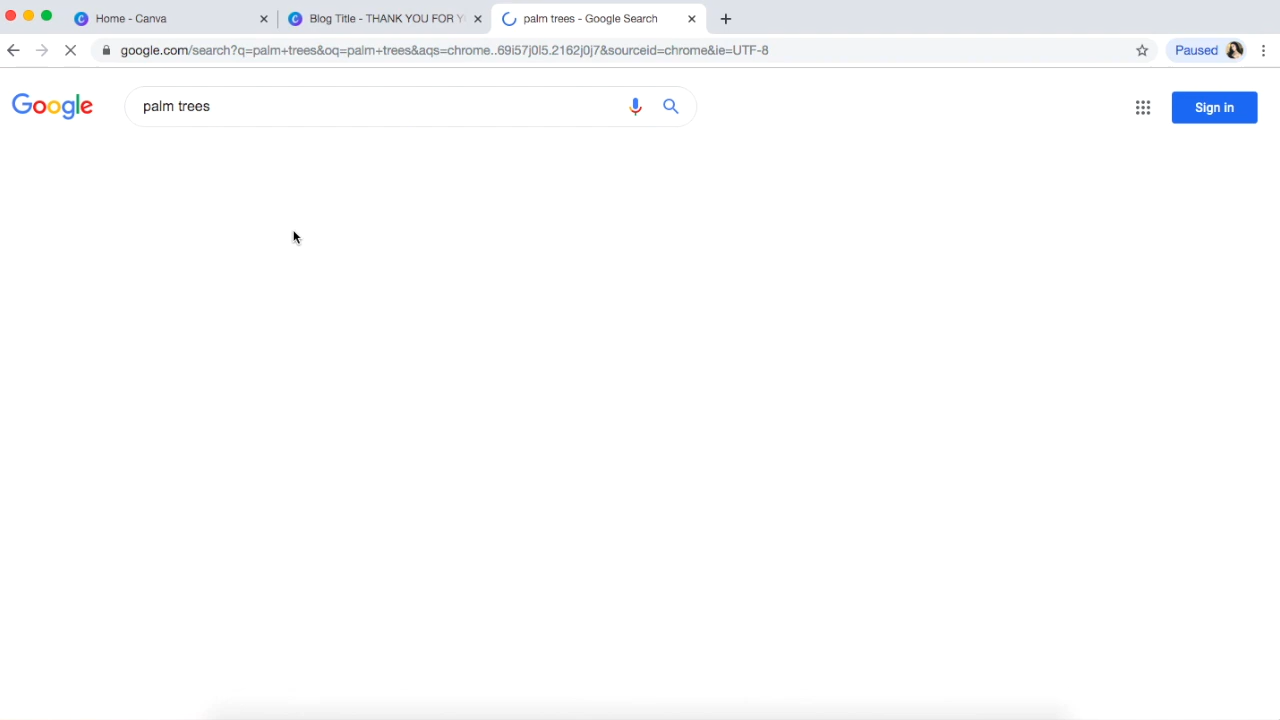 Home - Canva
Blog Title - THANK YOU FOR Y
palm trees - Google Search
google.com/search?q=palm+trees&oq=palm+trees&aqs=chrome..69i57j0l5.2162j0j7&sourceid=chrome&ie=UTF-8
Paused
Google
palm trees
Sign in